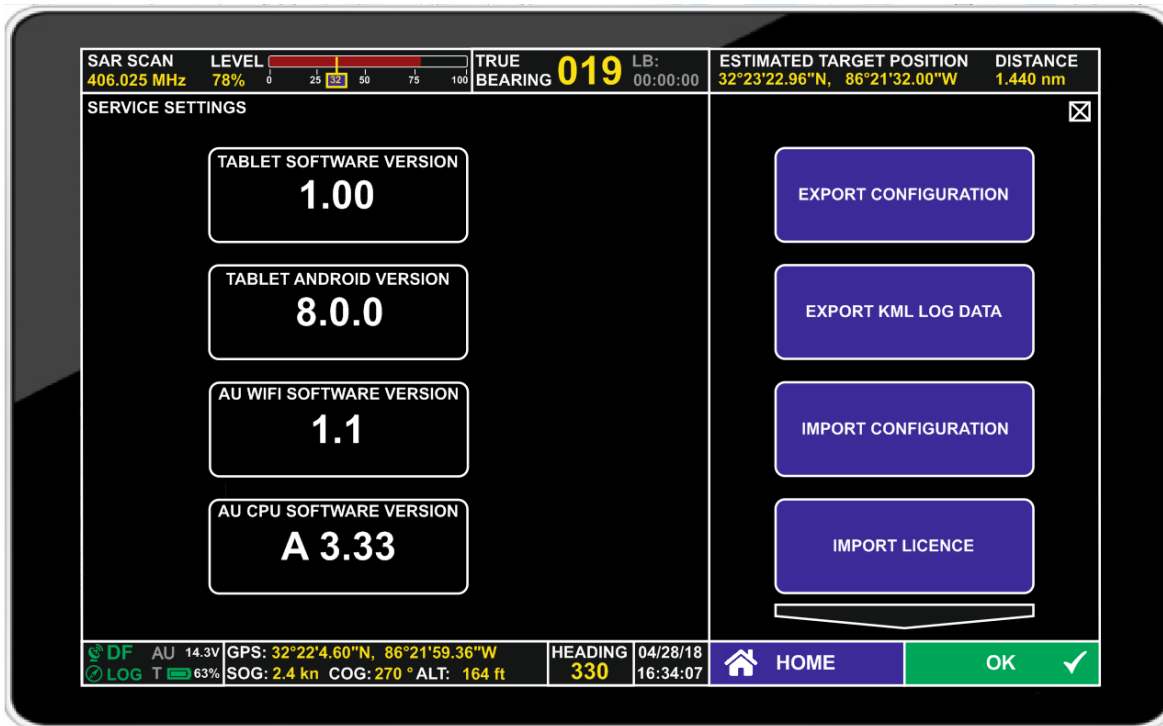 SAR SCAN
406.025 MHz
LEVEL
78%
0 25 32 50 75 100
TRUE
BEARING
019
LB:
00:00:00
ESTIMATED TARGET POSITION
32°23'22.96"N, 86°21'32.00"W
DISTANCE
1.440 nm
SERVICE SETTINGS
TABLET SOFTWARE VERSION
1.00
TABLET ANDROID VERSION
8.0.0
AU WIFI SOFTWARE VERSION
1.1
AU CPU SOFTWARE VERSION
A 3.33
EXPORT CONFIGURATION
EXPORT KML LOG DATA
IMPORT CONFIGURATION
IMPORT LICENCE
DF AU 14.3V
LOG T 63%
GPS: 32°22'4.60"N, 86°21'59.36"W
SOG: 2.4 kn COG: 270 ° ALT: 164 ft
HEADING
330
04/28/18
16:34:07
HOME
OK